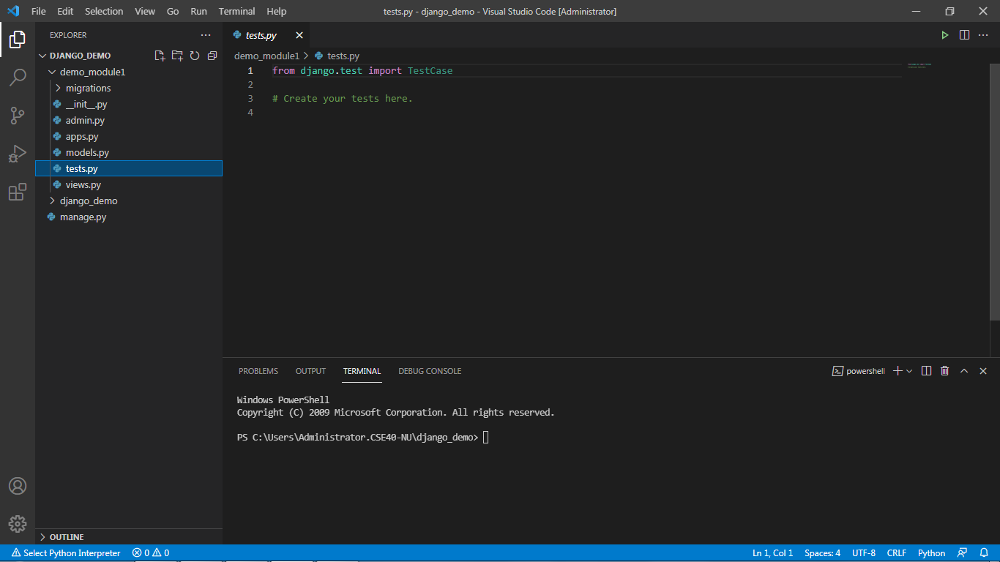 File Edit Selection View Go Run Terminal Help
tests.py - django_demo - Visual Studio Code [Administrator]
EXPLORER
DJANGO_DEMO
demo_module1
migrations
__init__.py
admin.py
apps.py
models.py
tests.py
views.py
django_demo
manage.py
OUTLINE
tests.py
demo_module1 > tests.py
1 from django.test import TestCase
2
3 # Create your tests here.
4
PROBLEMS OUTPUT TERMINAL DEBUG CONSOLE
powershell
Windows PowerShell
Copyright (C) 2009 Microsoft Corporation. All rights reserved.
PS C:\Users\Administrator.CSE40-NU\django_demo>
Select Python Interpreter 0 0
Ln 1, Col 1 Spaces: 4 UTF-8 CRLF Python